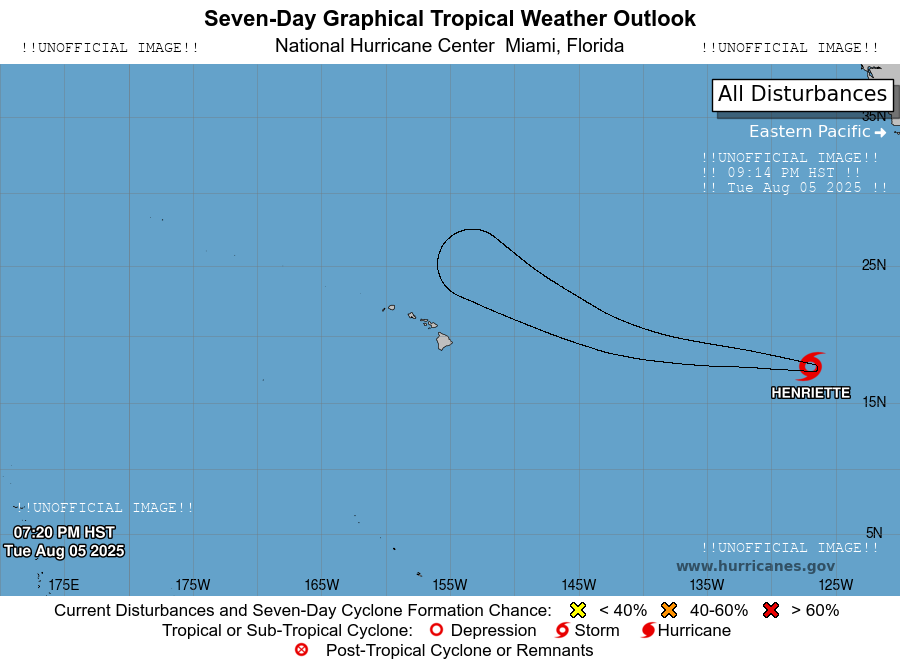 Seven-Day Graphical Tropical Weather Outlook
National Hurricane Center  Miami, Florida
!!UNOFFICIAL IMAGE!!
!!UNOFFICIAL IMAGE!!
All Disturbances
35N
Eastern Pacific →
!!UNOFFICIAL IMAGE!!
!! 09:14 PM HST !!
!! Tue Aug 05 2025 !!
25N
HENRIETTE
15N
!!UNOFFICIAL IMAGE!!
07:20 PM HST
Tue Aug 05 2025
5N
!!UNOFFICIAL IMAGE!!
www.hurricanes.gov
175E 175W 165W 155W 145W 135W 125W
Current Disturbances and Seven-Day Cyclone Formation Chance: < 40% 40-60% > 60%
Tropical or Sub-Tropical Cyclone: Depression Storm Hurricane
Post-Tropical Cyclone or Remnants